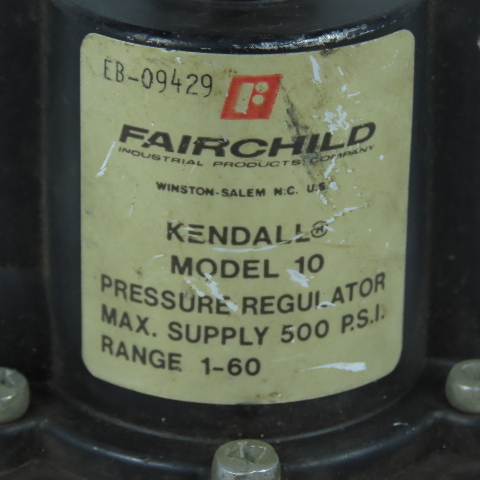 EB-09429
FAIRCHILD
INDUSTRIAL PRODUCTS COMPANY
WINSTON-SALEM N.C. U.S.
KENDALL®
MODEL 10
PRESSURE REGULATOR
MAX. SUPPLY 500 P.S.I.
RANGE 1-60